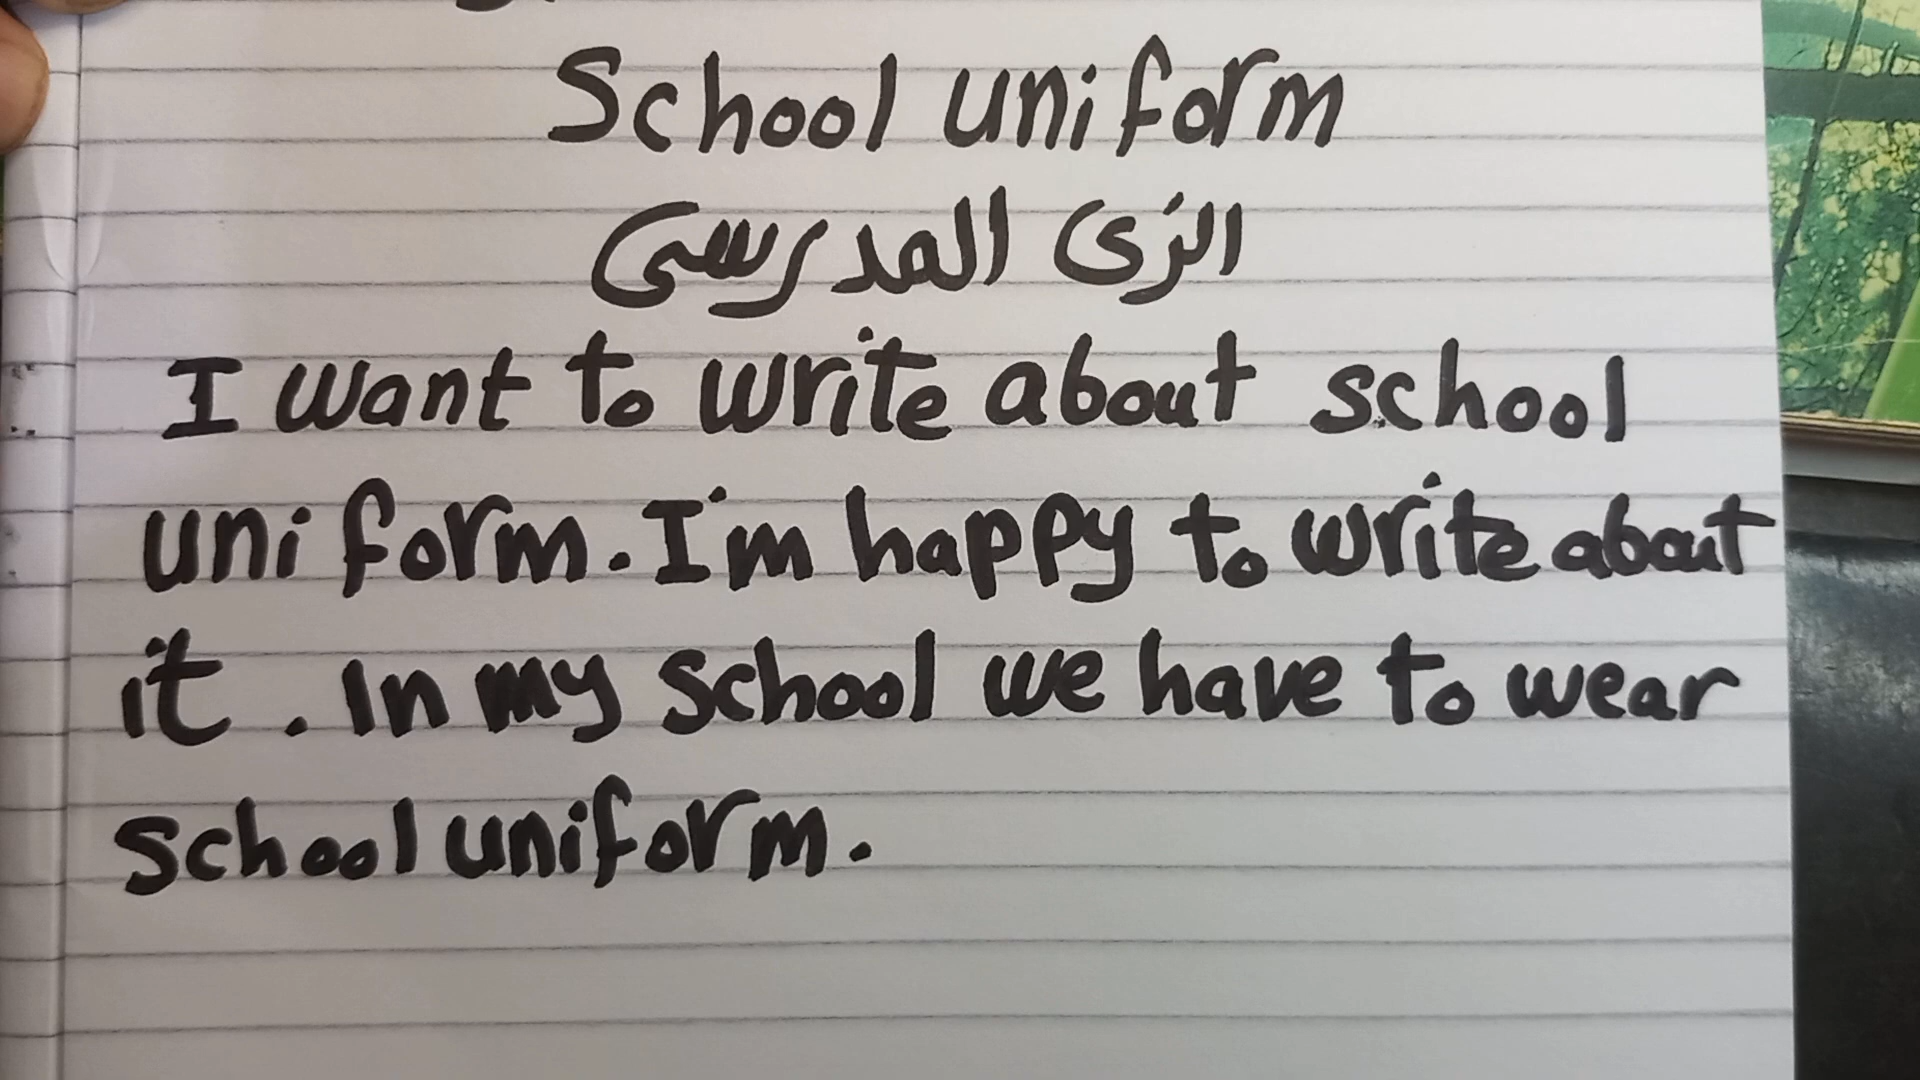 School uniform
الزى المدرسى
I want to write about school
uniform. I'm happy to write about
it. In my school we have to wear
school uniform.